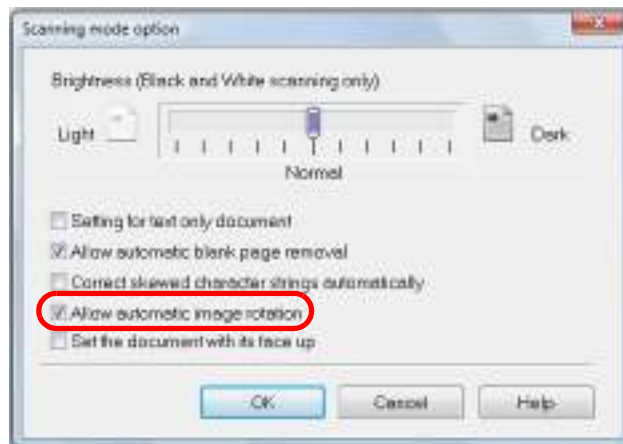 Scanning mode option
Brightness (Black and White scanning only)
Light
Dark
Normal
Setting for text only document
Allow automatic blank page removal
Correct skewed character strings automatically
Allow automatic image rotation
Set the document with its face up
OK Cancel Help